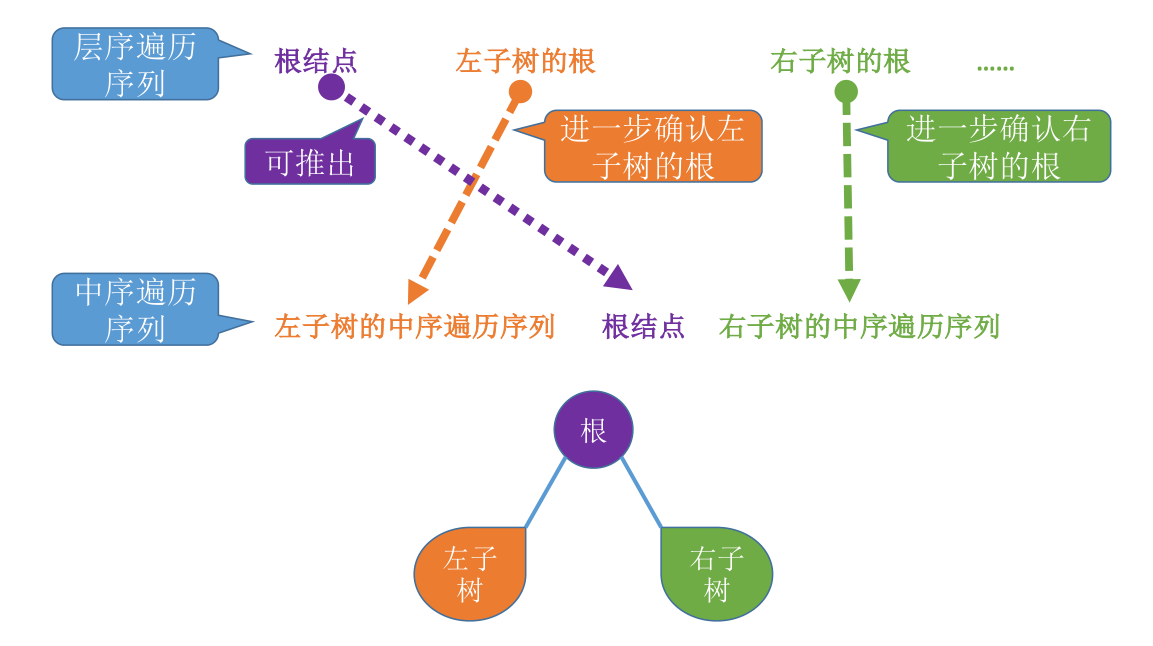 层序遍历
序列
根结点
左子树的根
右子树的根
……
可推出
进一步确认左
子树的根
进一步确认右
子树的根
中序遍历
序列
左子树的中序遍历序列
根结点
右子树的中序遍历序列
根
左子
树
右子
树